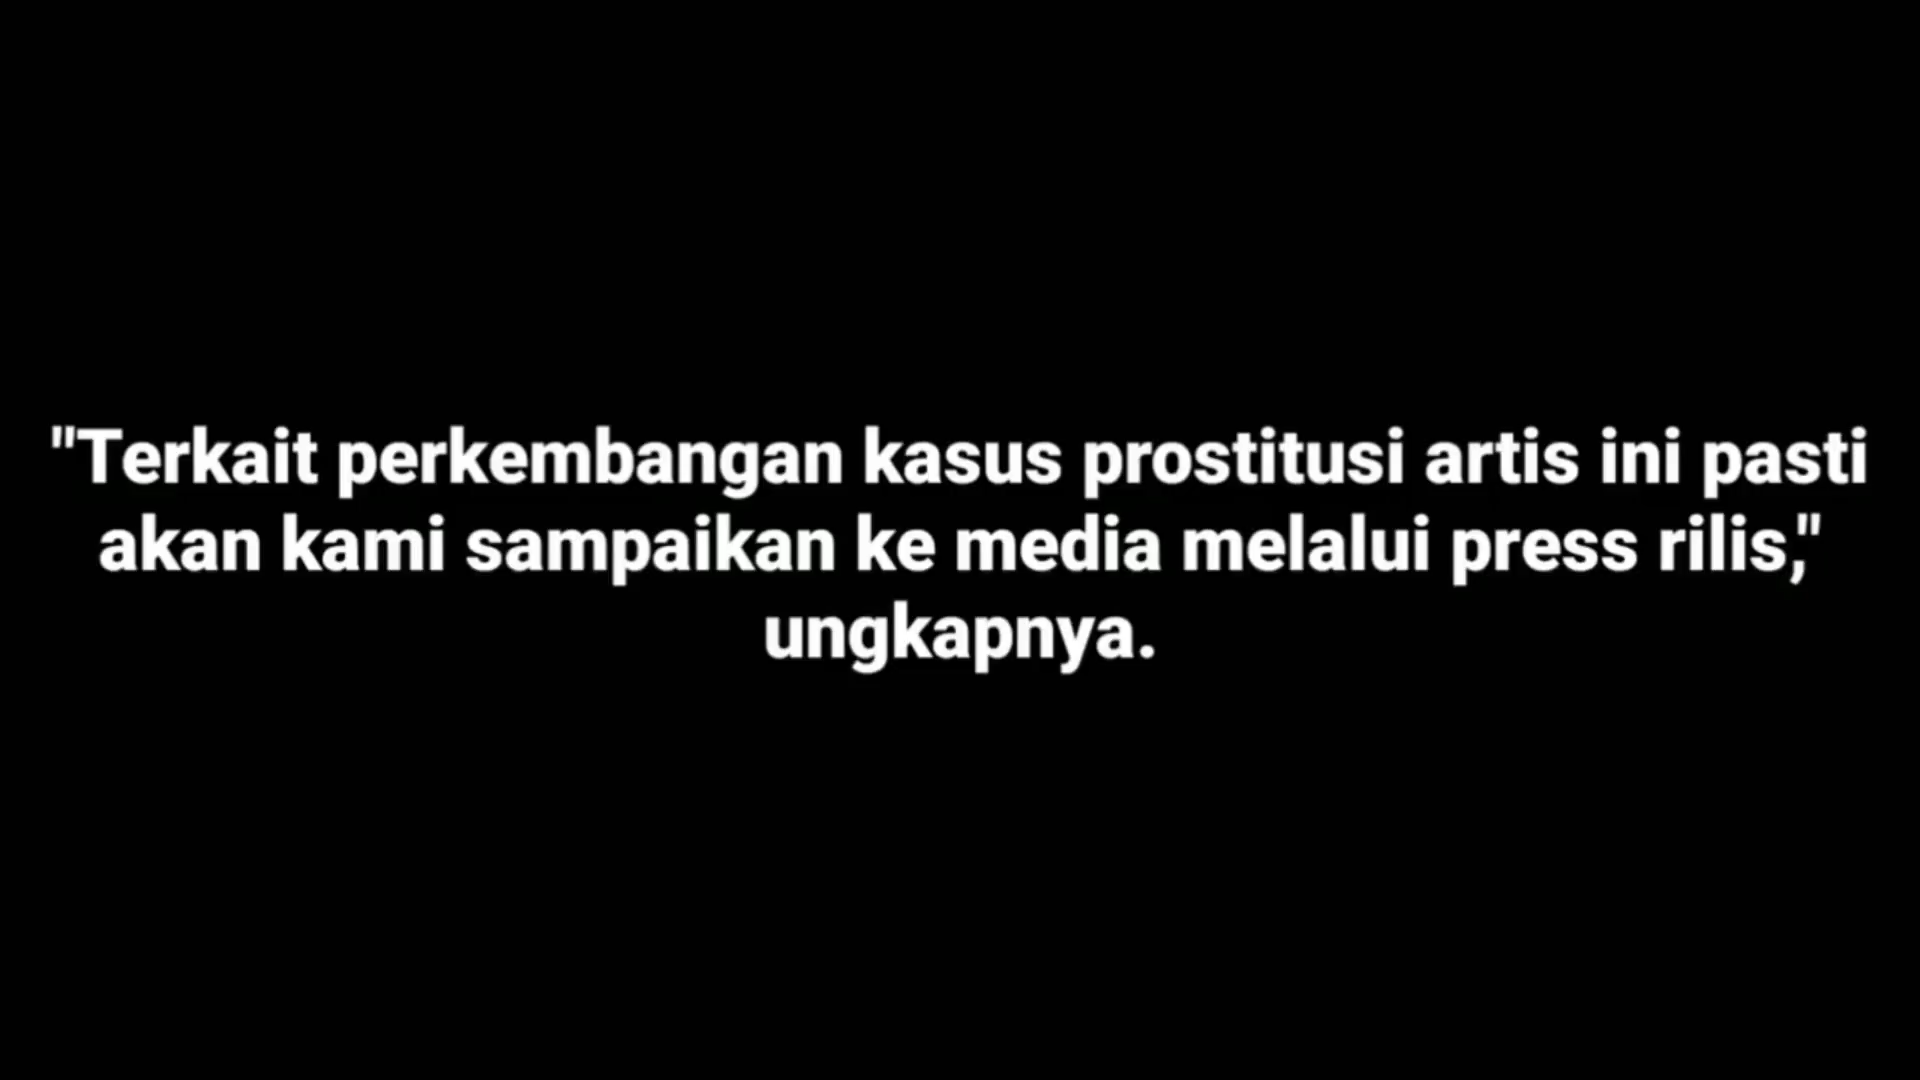 "Terkait perkembangan kasus prostitusi artis ini pasti
akan kami sampaikan ke media melalui press rilis,"
ungkapnya.